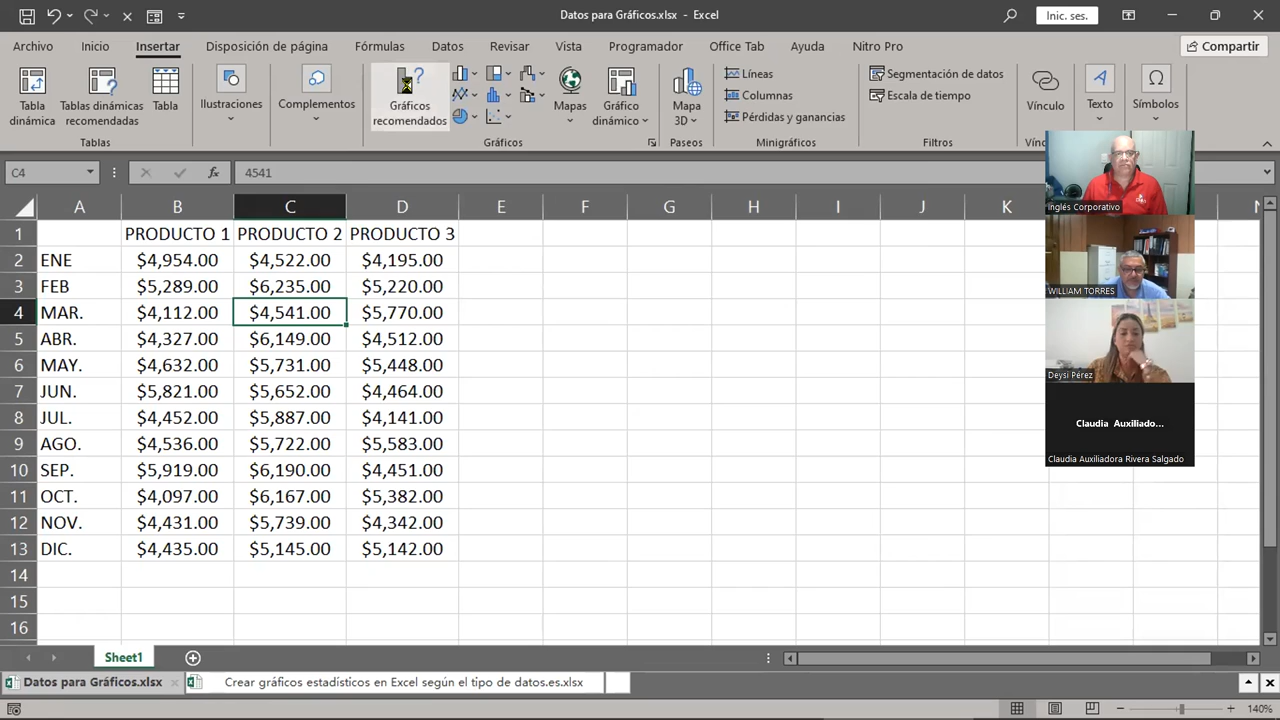 Datos para Gráficos.xlsx - Excel
Inic. ses.
Archivo Inicio Insertar Disposición de página Fórmulas Datos Revisar Vista Programador Office Tab Ayuda Nitro Pro Compartir
Tabla dinámica
Tablas dinámicas recomendadas
Tabla
Ilustraciones
Complementos
Gráficos recomendados
Mapas
Gráfico dinámico
Mapa 3D
Líneas
Columnas
Pérdidas y ganancias
Segmentación de datos
Escala de tiempo
Vínculo
Texto
Símbolos
Tablas Gráficos Paseos Minigráficos Filtros
C4 fx 4541
A B C D E F G H I J K
1 PRODUCTO 1 PRODUCTO 2 PRODUCTO 3
2 ENE $4,954.00 $4,522.00 $4,195.00
3 FEB $5,289.00 $6,235.00 $5,220.00
4 MAR. $4,112.00 $4,541.00 $5,770.00
5 ABR. $4,327.00 $6,149.00 $4,512.00
6 MAY. $4,632.00 $5,731.00 $5,448.00
7 JUN. $5,821.00 $5,652.00 $4,464.00
8 JUL. $4,452.00 $5,887.00 $4,141.00
9 AGO. $4,536.00 $5,722.00 $5,583.00
10 SEP. $5,919.00 $6,190.00 $4,451.00
11 OCT. $4,097.00 $6,167.00 $5,382.00
12 NOV. $4,431.00 $5,739.00 $4,342.00
13 DIC. $4,435.00 $5,145.00 $5,142.00
14
15
16
Inglés Corporativo
WILLIAM TORRES
Deysi Pérez
Claudia Auxiliado...
Claudia Auxiliadora Rivera Salgado
Sheet1
Datos para Gráficos.xlsx Crear gráficos estadísticos en Excel según el tipo de datos.es.xlsx
140%